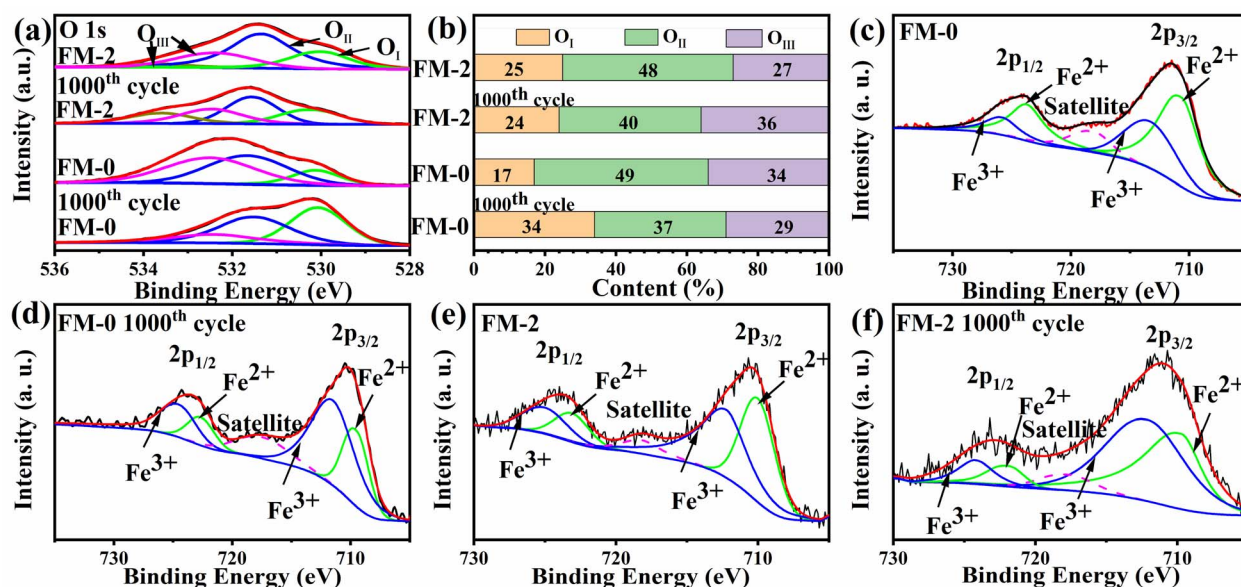 (a) O 1s
O_III
O_II
O_I
FM-2
1000th cycle
FM-2
FM-0
1000th cycle
FM-0
Intensity (a.u.)
Intensity (a.u.)
536 534 532 530 528
Binding Energy (eV)
(b)
O_I O_II O_III
FM-2 25 48 27
1000th cycle
FM-2 24 40 36
FM-0 17 49 34
1000th cycle
FM-0 34 37 29
0 20 40 60 80 100
Content (%)
(c) FM-0
2p3/2
2p1/2
Fe2+
Fe2+
Satellite
Fe3+
Fe3+
Intensity (a. u.)
730 720 710
Binding Energy (eV)
(d) FM-0 1000th cycle
2p3/2
2p1/2
Fe2+
Fe2+
Satellite
Fe3+
Fe3+
Intensity (a. u.)
730 720 710
Binding Energy (eV)
(e) FM-2
2p3/2
2p1/2
Fe2+
Fe2+
Satellite
Fe3+
Fe3+
Intensity (a. u.)
730 720 710
Binding Energy (eV)
(f) FM-2 1000th cycle
2p3/2
2p1/2
Fe2+
Fe2+
Satellite
Fe3+
Fe3+
Intensity (a. u.)
730 725 720 715 710
Binding Energy (eV)